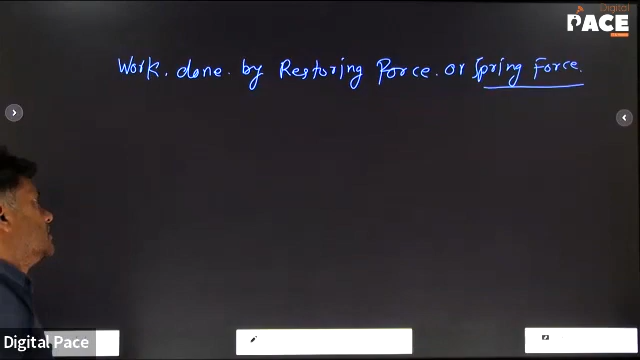 Digital
PACE
Work. done. by Restoring Force. or Spring Force.
Digital Pace